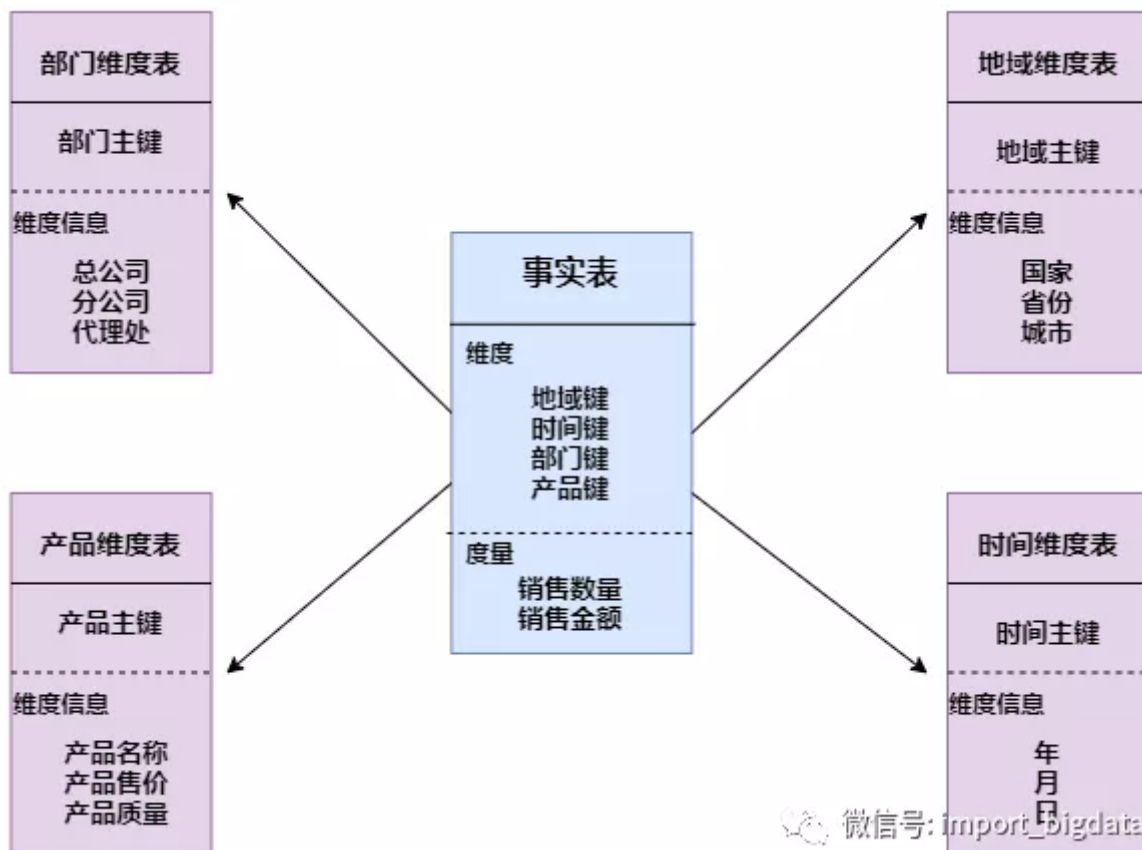 部门维度表
部门主键
维度信息
总公司
分公司
代理处
地域维度表
地域主键
维度信息
国家
省份
城市
事实表
维度
地域键
时间键
部门键
产品键
度量
销售数量
销售金额
产品维度表
产品主键
维度信息
产品名称
产品售价
产品质量
时间维度表
时间主键
维度信息
年
月
日
微信号: import_bigdata